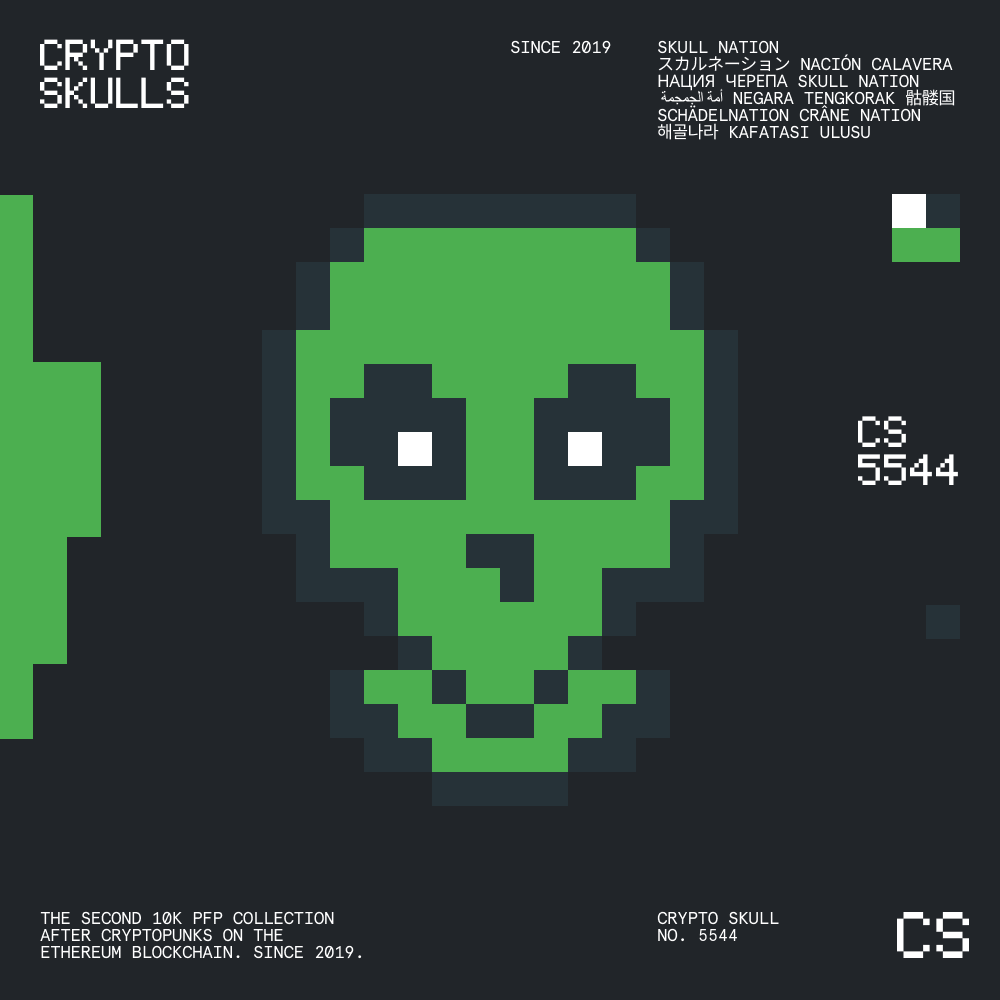 CRYPTO
SKULLS
SINCE 2019
SKULL NATION
スカルネーション NACIÓN CALAVERA
НАЦИЯ ЧЕРЕПА SKULL NATION
أمة الجمجمة NEGARA TENGKORAK 骷髅国
SCHÄDELNATION CRÂNE NATION
해골나라 KAFATASI ULUSU
CS
5544
THE SECOND 10K PFP COLLECTION
AFTER CRYPTOPUNKS ON THE
ETHEREUM BLOCKCHAIN. SINCE 2019.
CRYPTO SKULL
NO. 5544
CS